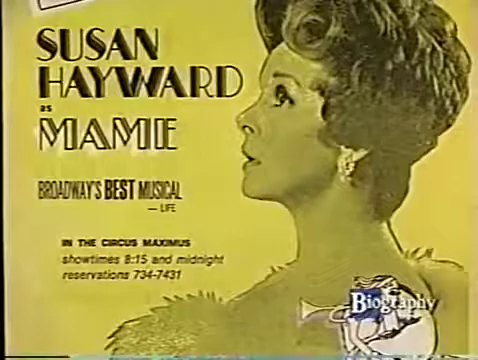 SUSAN
HAYWARD
as
MAME
BROADWAY'S BEST MUSICAL
— LIFE
IN THE CIRCUS MAXIMUS
showtimes 8:15 and midnight
reservations 734-7431
Biography